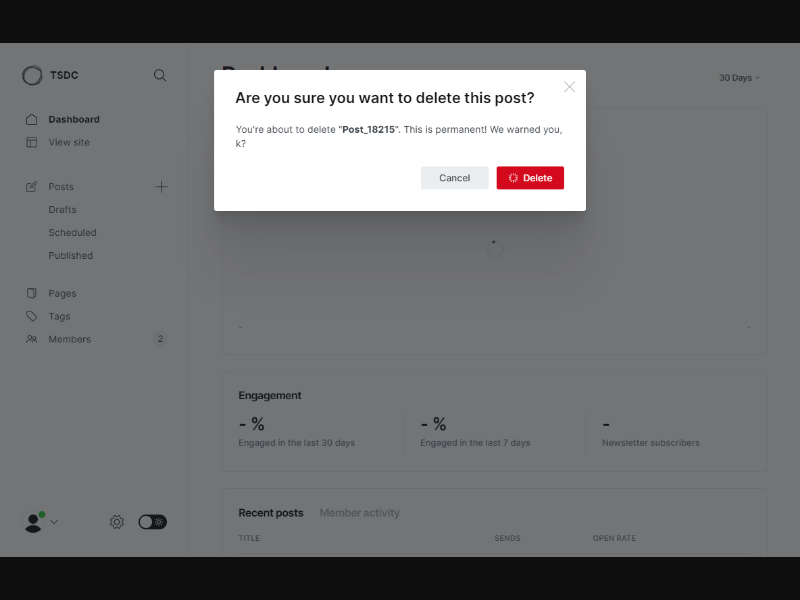 TSDC
Dashboard
View site
Posts
Drafts
Scheduled
Published
Pages
Tags
Members
2
30 Days
Are you sure you want to delete this post?
You're about to delete "Post_18215". This is permanent! We warned you,
k?
Cancel
Delete
Engagement
- %
Engaged in the last 30 days
- %
Engaged in the last 7 days
-
Newsletter subscribers
Recent posts
Member activity
TITLE
SENDS
OPEN RATE